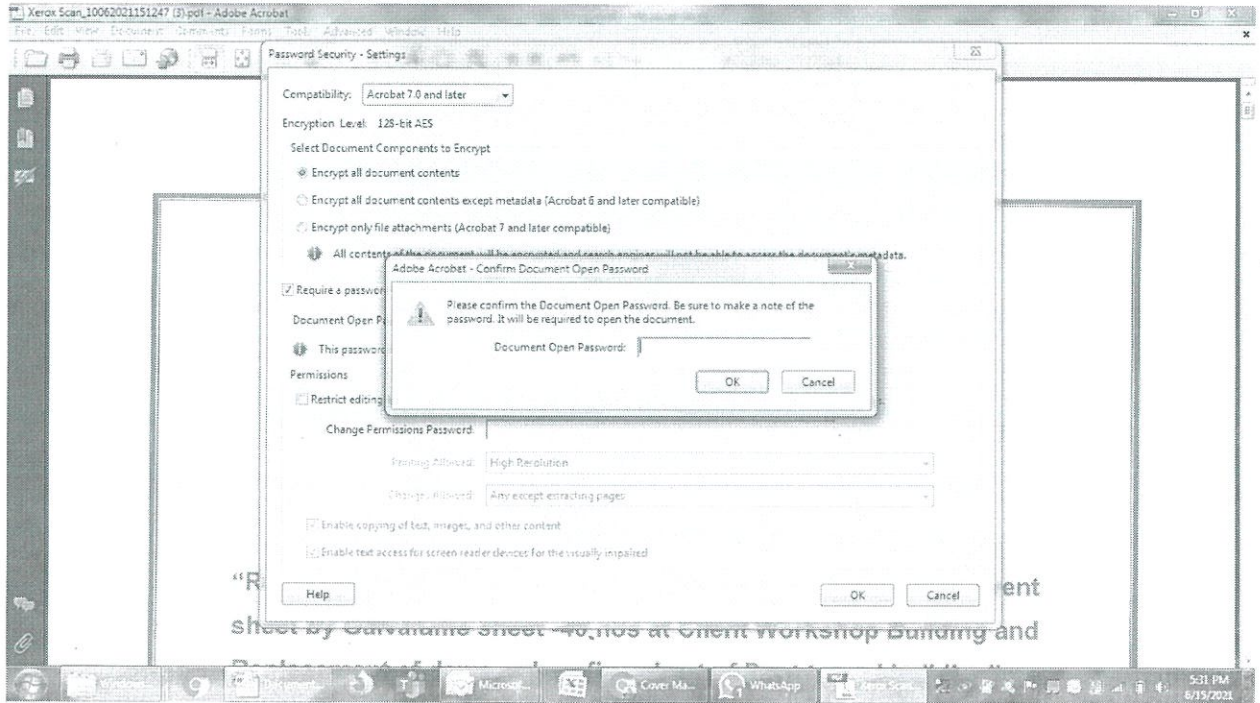 Xerox Scan_10062021151247 (3).pdf - Adobe Acrobat
File Edit View Document Comments Forms Tools Advanced Window Help
Password Security - Settings
Compatibility: Acrobat 7.0 and later
Encryption Level: 128-bit AES
Select Document Components to Encrypt
Encrypt all document contents
Encrypt all document contents except metadata (Acrobat 6 and later compatible)
Encrypt only file attachments (Acrobat 7 and later compatible)
All contents of the document will be encrypted and search engines will not be able to access the document's metadata.
Adobe Acrobat - Confirm Document Open Password
Require a passwor
Please confirm the Document Open Password. Be sure to make a note of the
password. It will be required to open the document.
Document Open Pa
Document Open Password:
This password
OK Cancel
Permissions
Restrict editing
Change Permissions Password:
Printing Allowed: High Resolution
Changes Allowed: Any except extracting pages
Enable copying of text, images, and other content
Enable text access for screen reader devices for the visually impaired
Help OK Cancel
“R ent
sheet by Galvalume sheet -40 nos at Client Workshop Building and
Windows... Document... Microsof... Cover Ma... WhatsApp Xerox Scan...
5:31 PM
6/15/2021